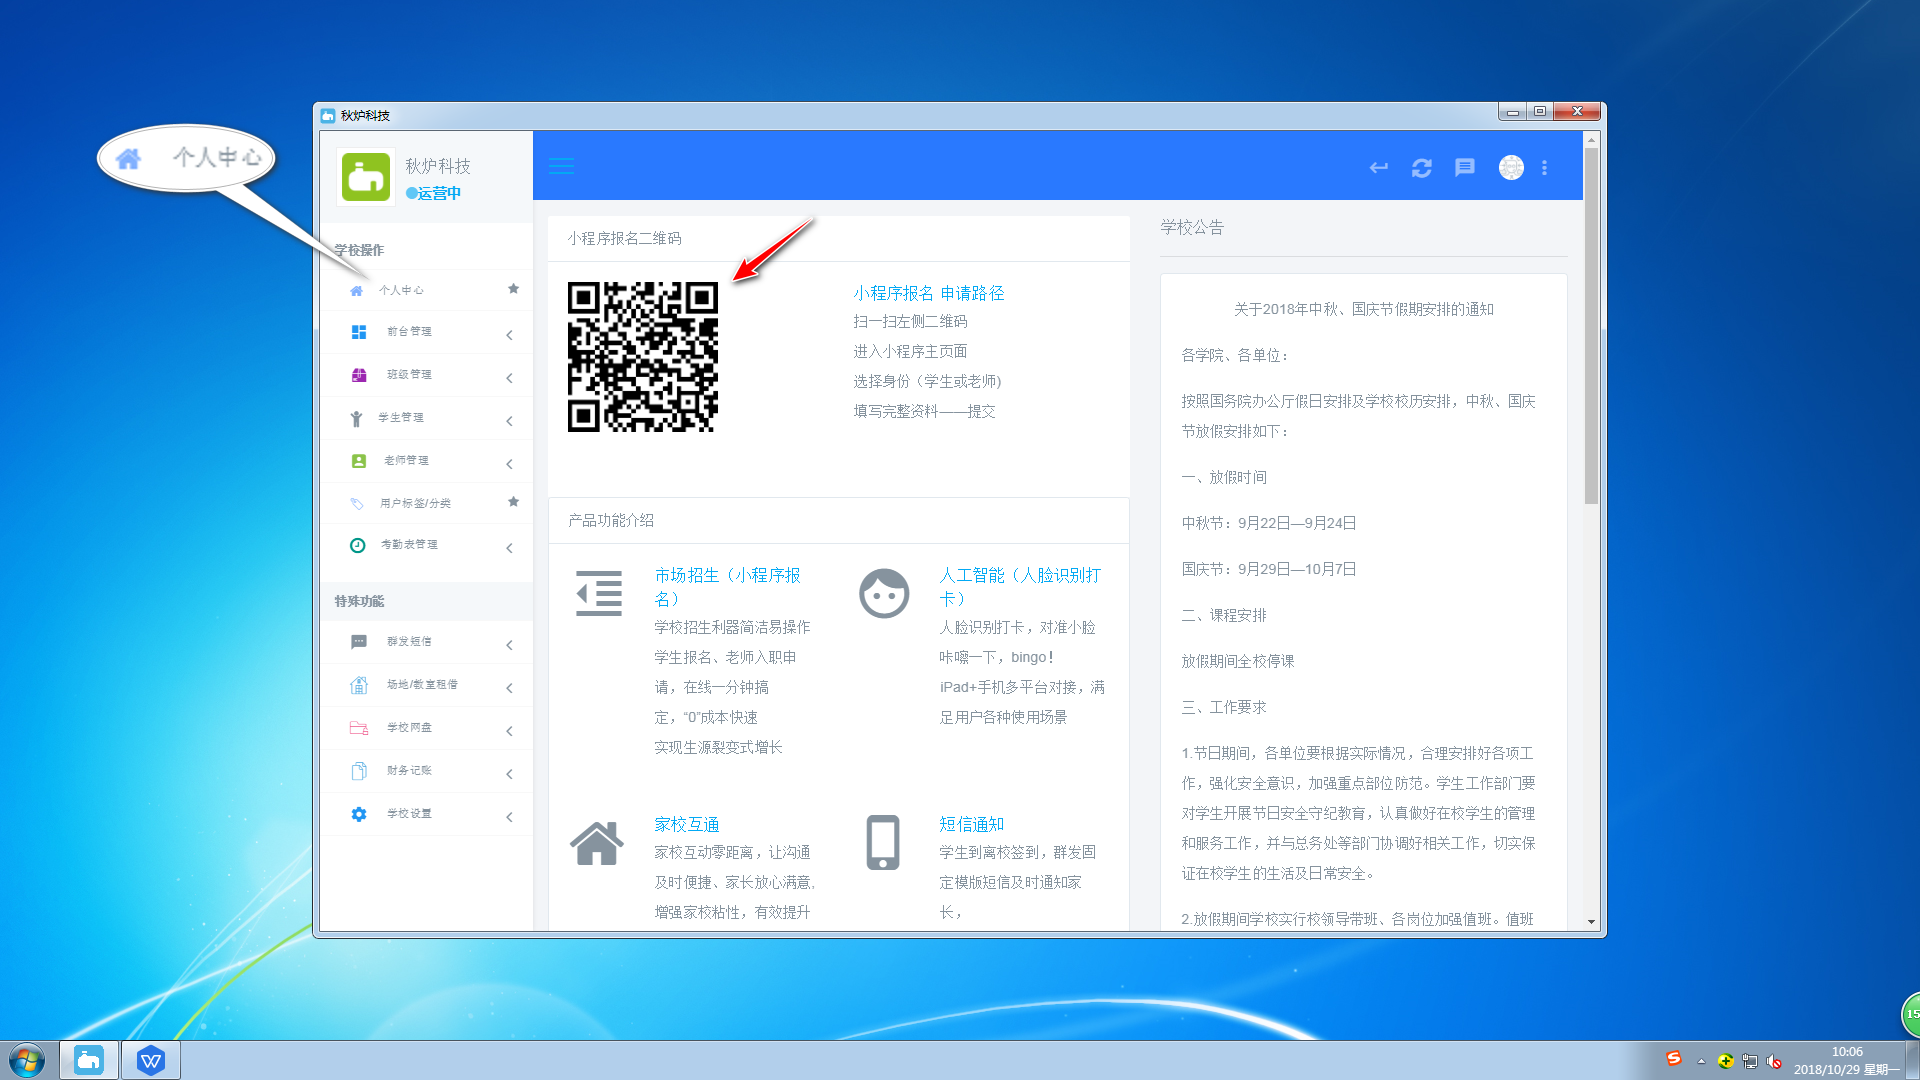 秋炉科技
个人中心
秋炉科技
运营中
学校操作
个人中心
前台管理
班级管理
学生管理
老师管理
用户标签/分类
考勤表管理
特殊功能
群发短信
场地/教室租借
学校网盘
财务记账
学校设置
小程序报名二维码
小程序报名 申请路径
扫一扫左侧二维码
进入小程序主页面
选择身份（学生或老师)
填写完整资料——提交
产品功能介绍
市场招生（小程序报
名）
学校招生利器简洁易操作
学生报名、老师入职申
请，在线一分钟搞
定，“0”成本快速
实现生源裂变式增长
人工智能（人脸识别打
卡）
人脸识别打卡，对准小脸
咔嚓一下，bingo！
iPad+手机多平台对接，满
足用户各种使用场景
家校互通
家校互动零距离，让沟通
及时便捷、家长放心满意,
增强家校粘性，有效提升
短信通知
学生到离校签到，群发固
定模版短信及时通知家
长，
学校公告
关于2018年中秋、国庆节假期安排的通知
各学院、各单位：
按照国务院办公厅假日安排及学校校历安排，中秋、国庆
节放假安排如下：
一、放假时间
中秋节：9月22日—9月24日
国庆节：9月29日—10月7日
二、课程安排
放假期间全校停课
三、工作要求
1.节日期间，各单位要根据实际情况，合理安排好各项工
作，强化安全意识，加强重点部位防范。学生工作部门要
对学生开展节日安全守纪教育，认真做好在校学生的管理
和服务工作，并与总务处等部门协调好相关工作，切实保
证在校学生的生活及日常安全。
2.放假期间学校实行校领导带班、各岗位加强值班。值班
15
10:06
2018/10/29 星期一